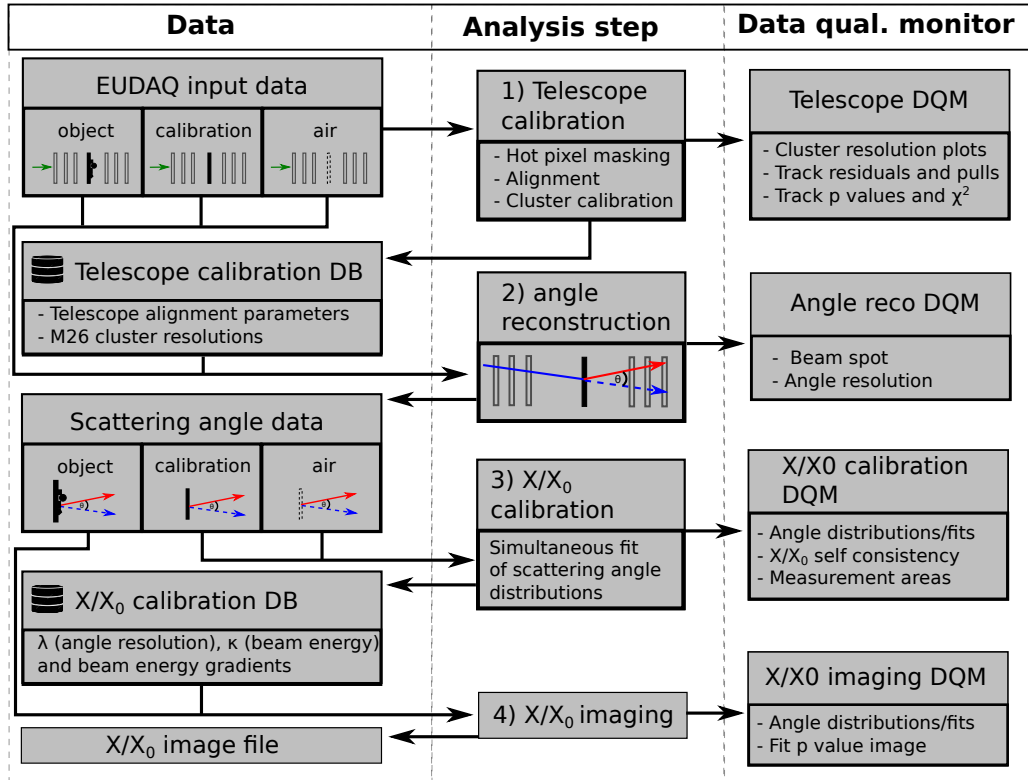 Data
Analysis step
Data qual. monitor
EUDAQ input data
object
calibration
air
1) Telescope
calibration
- Hot pixel masking
- Alignment
- Cluster calibration
Telescope DQM
- Cluster resolution plots
- Track residuals and pulls
- Track p values and χ²
Telescope calibration DB
- Telescope alignment parameters
- M26 cluster resolutions
2) angle
reconstruction
θ
Angle reco DQM
- Beam spot
- Angle resolution
Scattering angle data
object
calibration
air
θ
θ
θ
3) X/X₀
calibration
Simultaneous fit
of scattering angle
distributions
X/X0 calibration
DQM
- Angle distributions/fits
- X/X₀ self consistency
- Measurement areas
X/X₀ calibration DB
λ (angle resolution), κ (beam energy)
and beam energy gradients
4) X/X₀ imaging
X/X0 imaging DQM
- Angle distributions/fits
- Fit p value image
X/X₀ image file